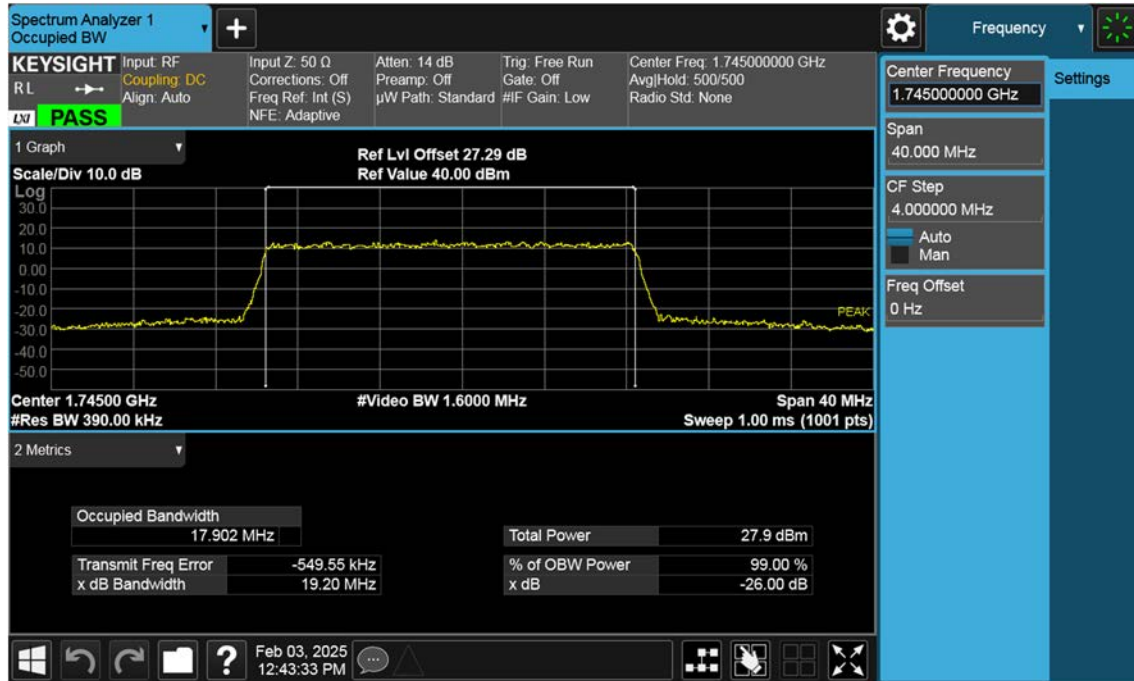 Spectrum Analyzer 1
Occupied BW
+
Frequency
KEYSIGHT
R L
LXI
PASS
Input: RF
Coupling: DC
Align: Auto
Input Z: 50 Ω
Corrections: Off
Freq Ref: Int (S)
NFE: Adaptive
Atten: 14 dB
Preamp: Off
µW Path: Standard
Trig: Free Run
Gate: Off
#IF Gain: Low
Center Freq: 1.745000000 GHz
Avg|Hold: 500/500
Radio Std: None
Center Frequency
1.745000000 GHz
Settings
Span
40.000 MHz
CF Step
4.000000 MHz
Auto
Man
Freq Offset
0 Hz
1 Graph
Scale/Div 10.0 dB
Ref Lvl Offset 27.29 dB
Ref Value 40.00 dBm
Log
30.0
20.0
10.0
0.00
-10.0
-20.0
-30.0
-40.0
-50.0
PEAK
Center 1.74500 GHz
#Video BW 1.6000 MHz
Span 40 MHz
#Res BW 390.00 kHz
Sweep 1.00 ms (1001 pts)
2 Metrics
Occupied Bandwidth
17.902 MHz
Total Power 27.9 dBm
Transmit Freq Error -549.55 kHz
% of OBW Power 99.00 %
x dB Bandwidth 19.20 MHz
x dB -26.00 dB
?
Feb 03, 2025
12:43:33 PM